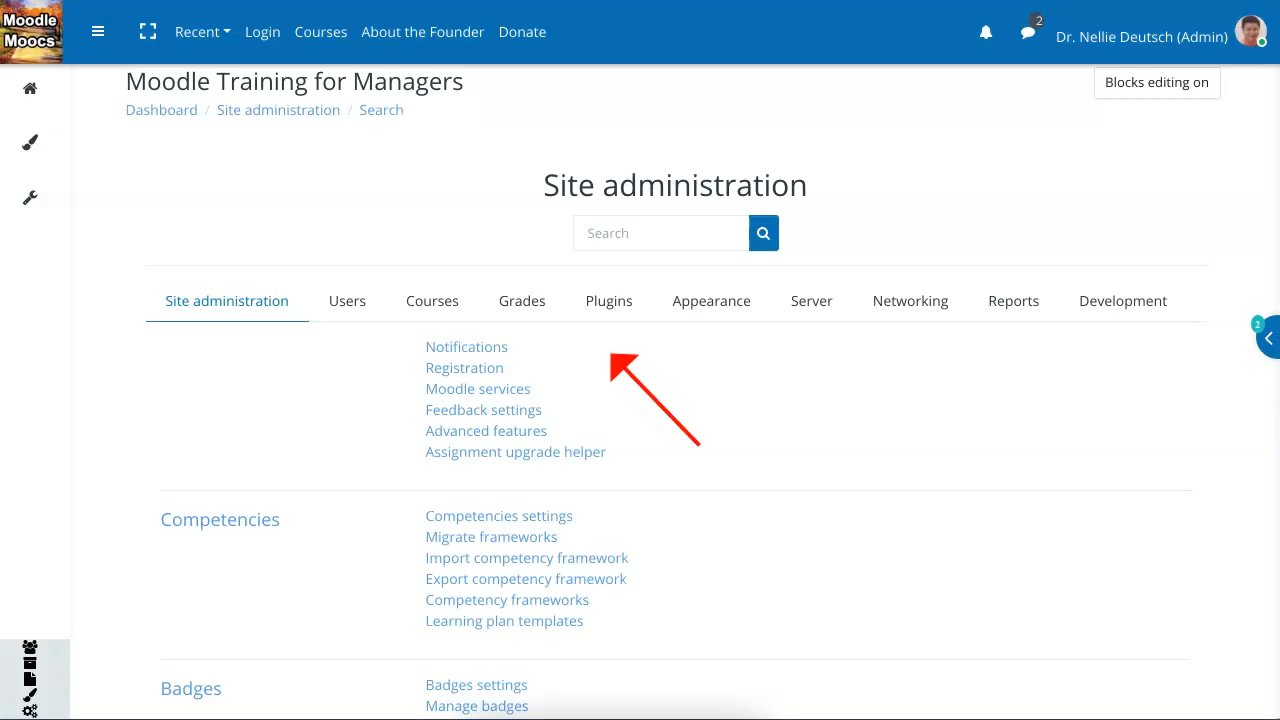 Moodle
Moocs
Recent Login Courses About the Founder Donate
2
Dr. Nellie Deutsch (Admin)
Moodle Training for Managers
Blocks editing on
Dashboard / Site administration / Search
Site administration
Search
Site administration Users Courses Grades Plugins Appearance Server Networking Reports Development
2
Notifications
Registration
Moodle services
Feedback settings
Advanced features
Assignment upgrade helper
Competencies
Competencies settings
Migrate frameworks
Import competency framework
Export competency framework
Competency frameworks
Learning plan templates
Badges
Badges settings
Manage badges